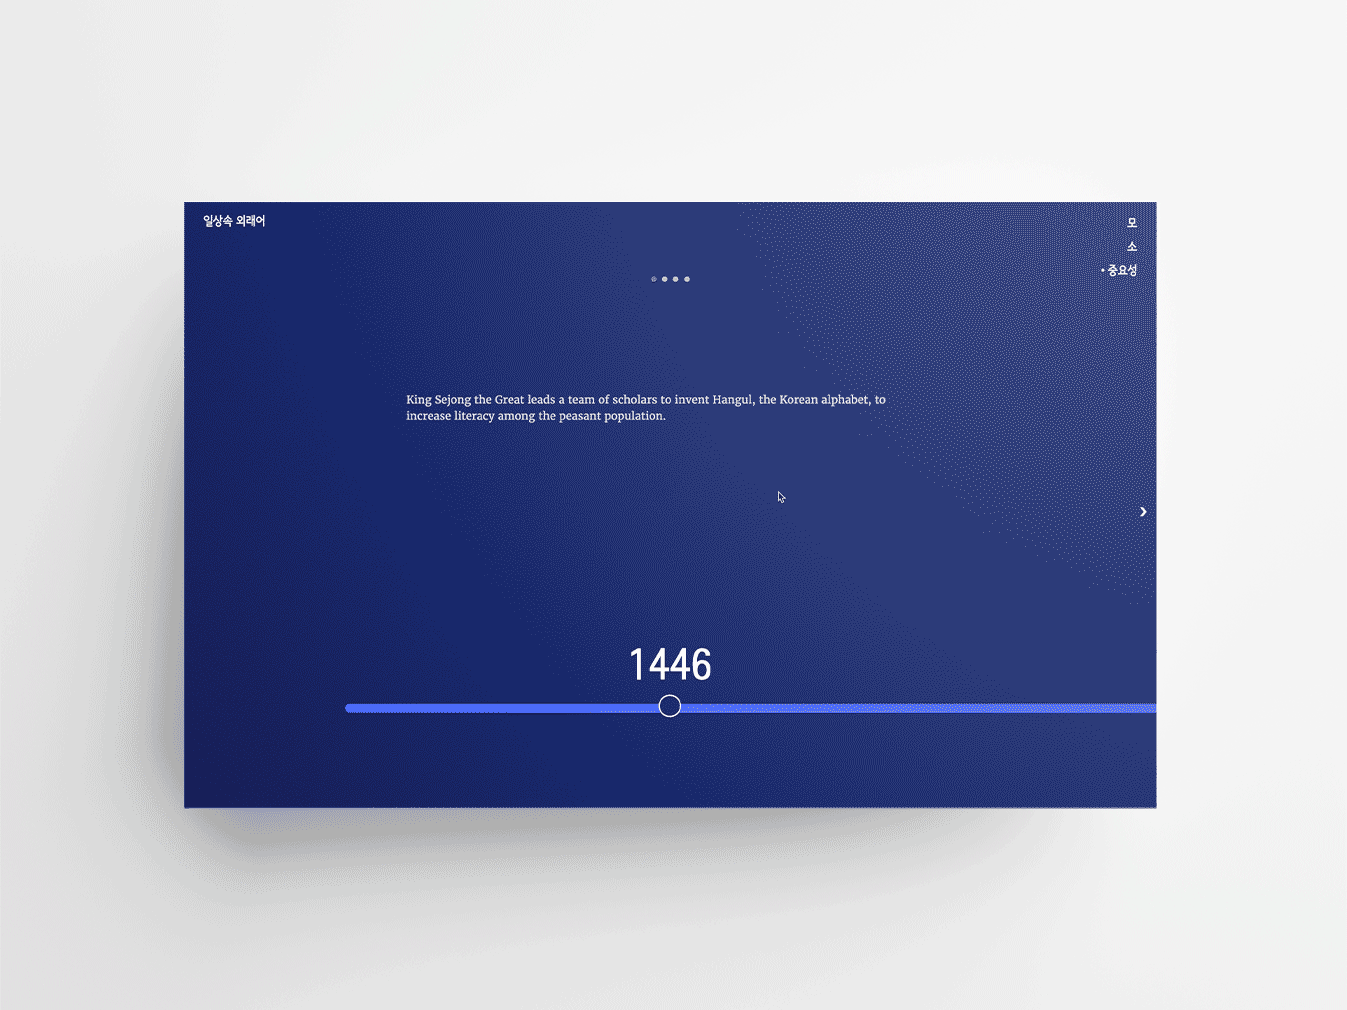 일상속 외래어
모
소
• 중요성
King Sejong the Great leads a team of scholars to invent Hangul, the Korean alphabet, to
increase literacy among the peasant population.
›
1446